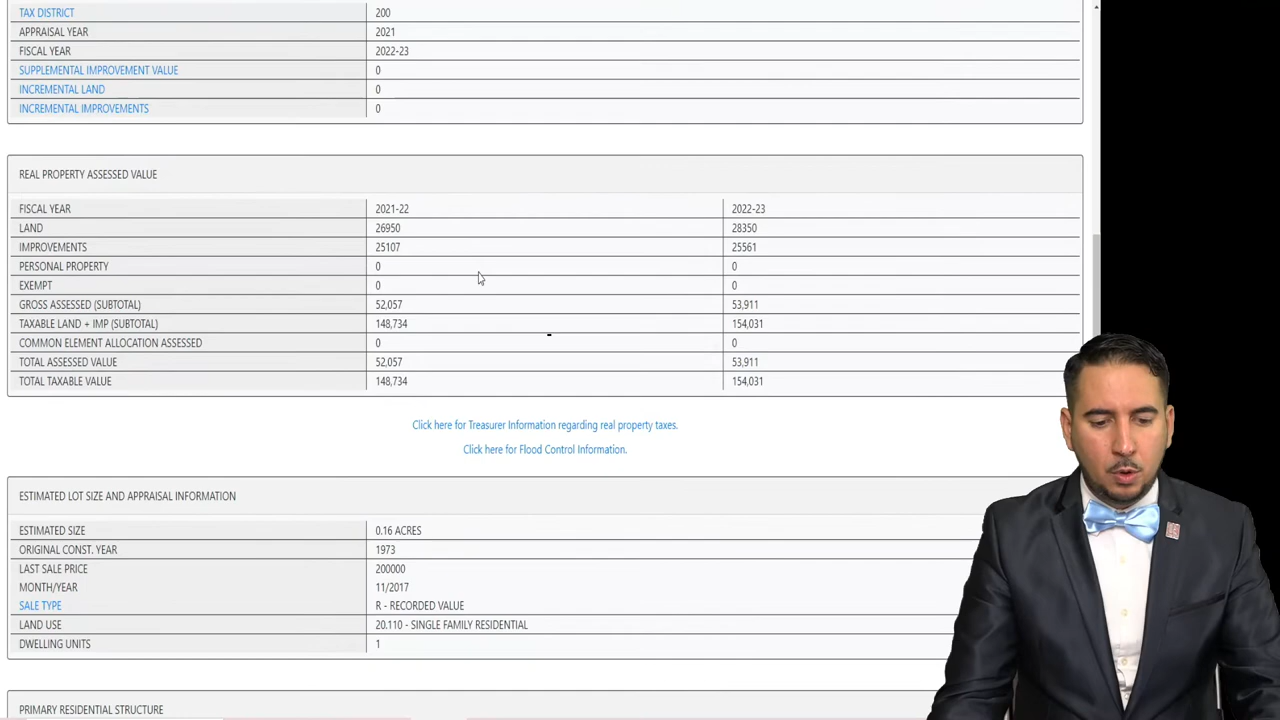 TAX DISTRICT 200
APPRAISAL YEAR 2021
FISCAL YEAR 2022-23
SUPPLEMENTAL IMPROVEMENT VALUE 0
INCREMENTAL LAND 0
INCREMENTAL IMPROVEMENTS 0
REAL PROPERTY ASSESSED VALUE
FISCAL YEAR 2021-22 2022-23
LAND 26950 28350
IMPROVEMENTS 25107 25561
PERSONAL PROPERTY 0 0
EXEMPT 0 0
GROSS ASSESSED (SUBTOTAL) 52,057 53,911
TAXABLE LAND + IMP (SUBTOTAL) 148,734 154,031
COMMON ELEMENT ALLOCATION ASSESSED 0 0
TOTAL ASSESSED VALUE 52,057 53,911
TOTAL TAXABLE VALUE 148,734 154,031
Click here for Treasurer Information regarding real property taxes.
Click here for Flood Control Information.
ESTIMATED LOT SIZE AND APPRAISAL INFORMATION
ESTIMATED SIZE 0.16 ACRES
ORIGINAL CONST. YEAR 1973
LAST SALE PRICE 200000
MONTH/YEAR 11/2017
SALE TYPE R - RECORDED VALUE
LAND USE 20.110 - SINGLE FAMILY RESIDENTIAL
DWELLING UNITS 1
PRIMARY RESIDENTIAL STRUCTURE